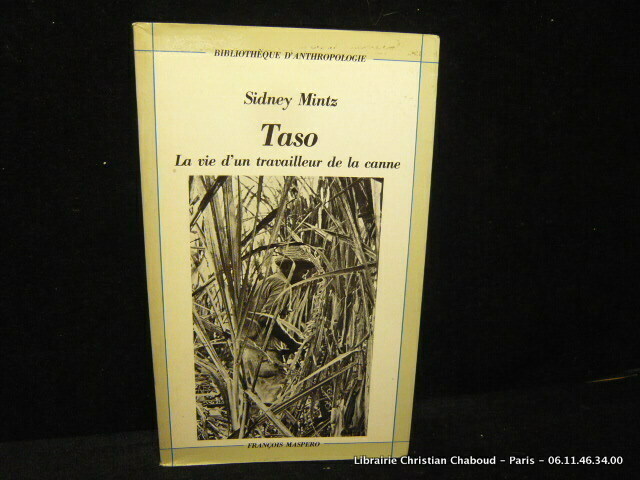 BIBLIOTHÈQUE D'ANTHROPOLOGIE
Sidney Mintz
Taso
La vie d'un travailleur de la canne
FRANÇOIS MASPERO
Librairie Christian Chaboud - Paris - 06.11.46.34.00